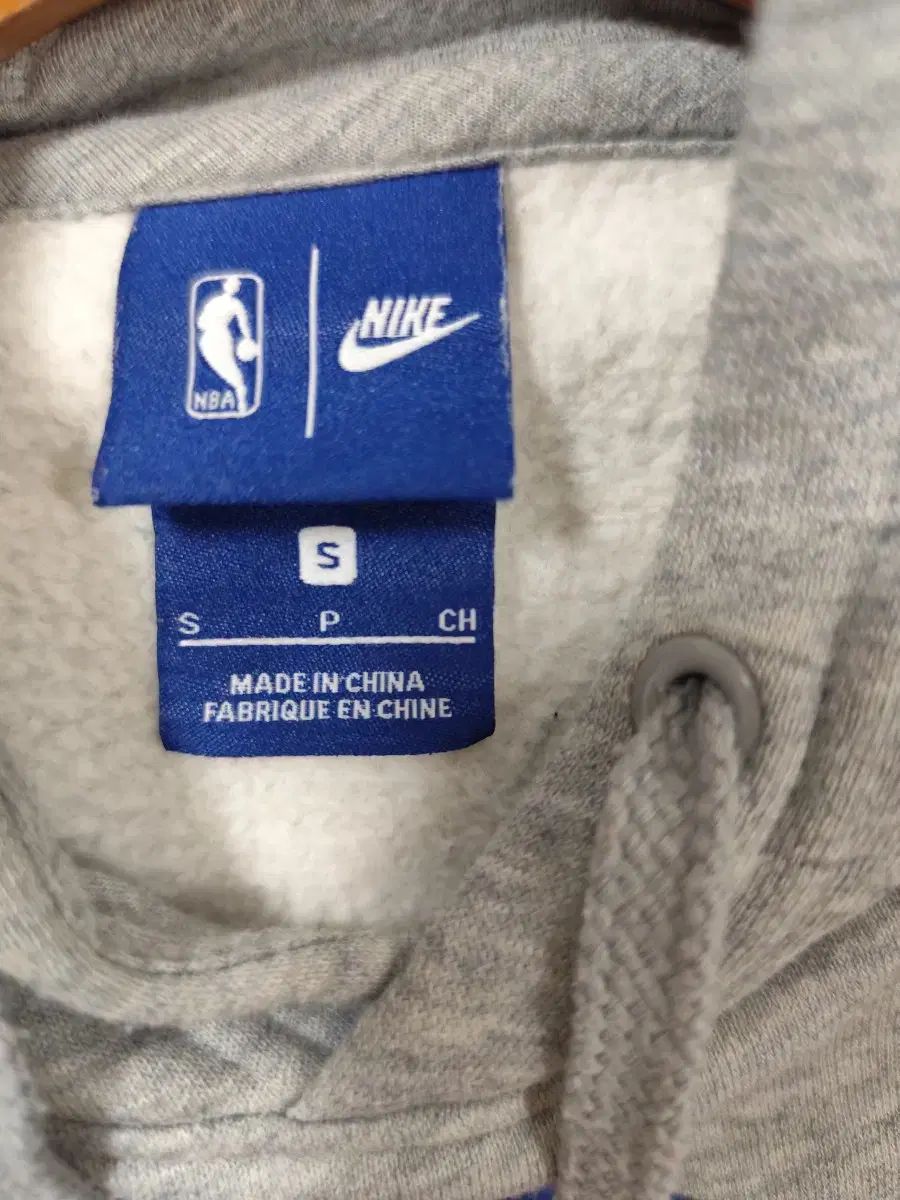 NBA
NIKE
S
S P CH
MADE IN CHINA
FABRIQUE EN CHINE